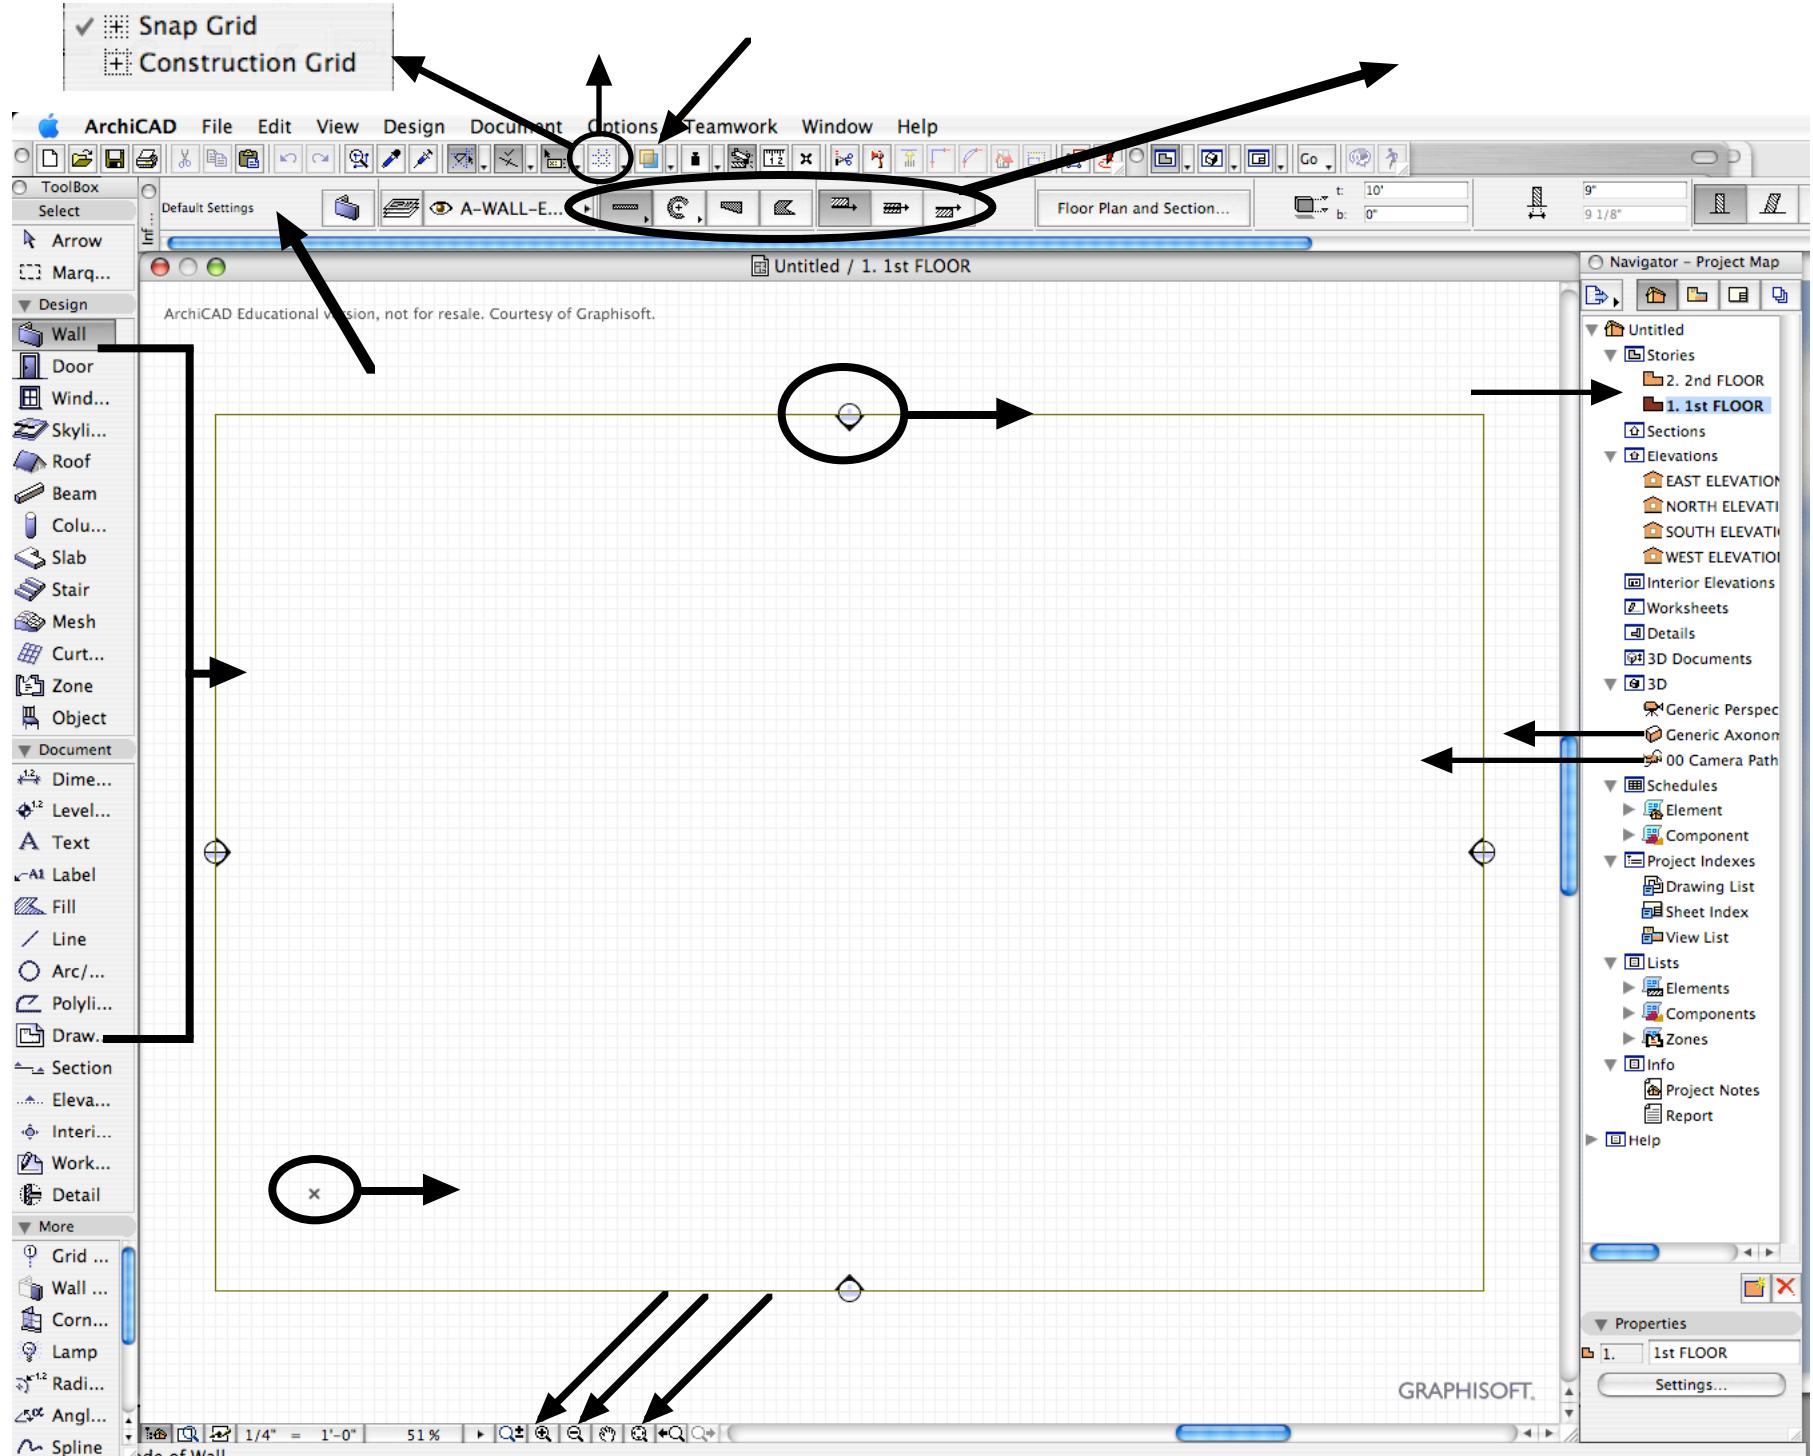 Snap Grid
Construction Grid
ArchiCAD File Edit View Design Document Options Teamwork Window Help
Go
ToolBox
Select
Arrow
Marq...
Design
Wall
Door
Wind...
Skyli...
Roof
Beam
Colu...
Slab
Stair
Mesh
Curt...
Zone
Object
Document
Dime...
Level...
Text
Label
Fill
Line
Arc/...
Polyli...
Draw...
Section
Eleva...
Interi...
Work...
Detail
More
Grid ...
Wall ...
Corn...
Lamp
Radi...
Angl...
Spline
Inf...
Default Settings
A-WALL-E...
Floor Plan and Section...
t: 10'
b: 0"
9"
9 1/8"
Untitled / 1. 1st FLOOR
ArchiCAD Educational version, not for resale. Courtesy of Graphisoft.
GRAPHISOFT.
1/4" = 1'-0" 51%
de of Wall
Navigator - Project Map
Untitled
Stories
2. 2nd FLOOR
1. 1st FLOOR
Sections
Elevations
EAST ELEVATION
NORTH ELEVATI
SOUTH ELEVATI
WEST ELEVATIO
Interior Elevations
Worksheets
Details
3D Documents
3D
Generic Perspec
Generic Axonom
00 Camera Path
Schedules
Element
Component
Project Indexes
Drawing List
Sheet Index
View List
Lists
Elements
Components
Zones
Info
Project Notes
Report
Help
Properties
1. 1st FLOOR
Settings...